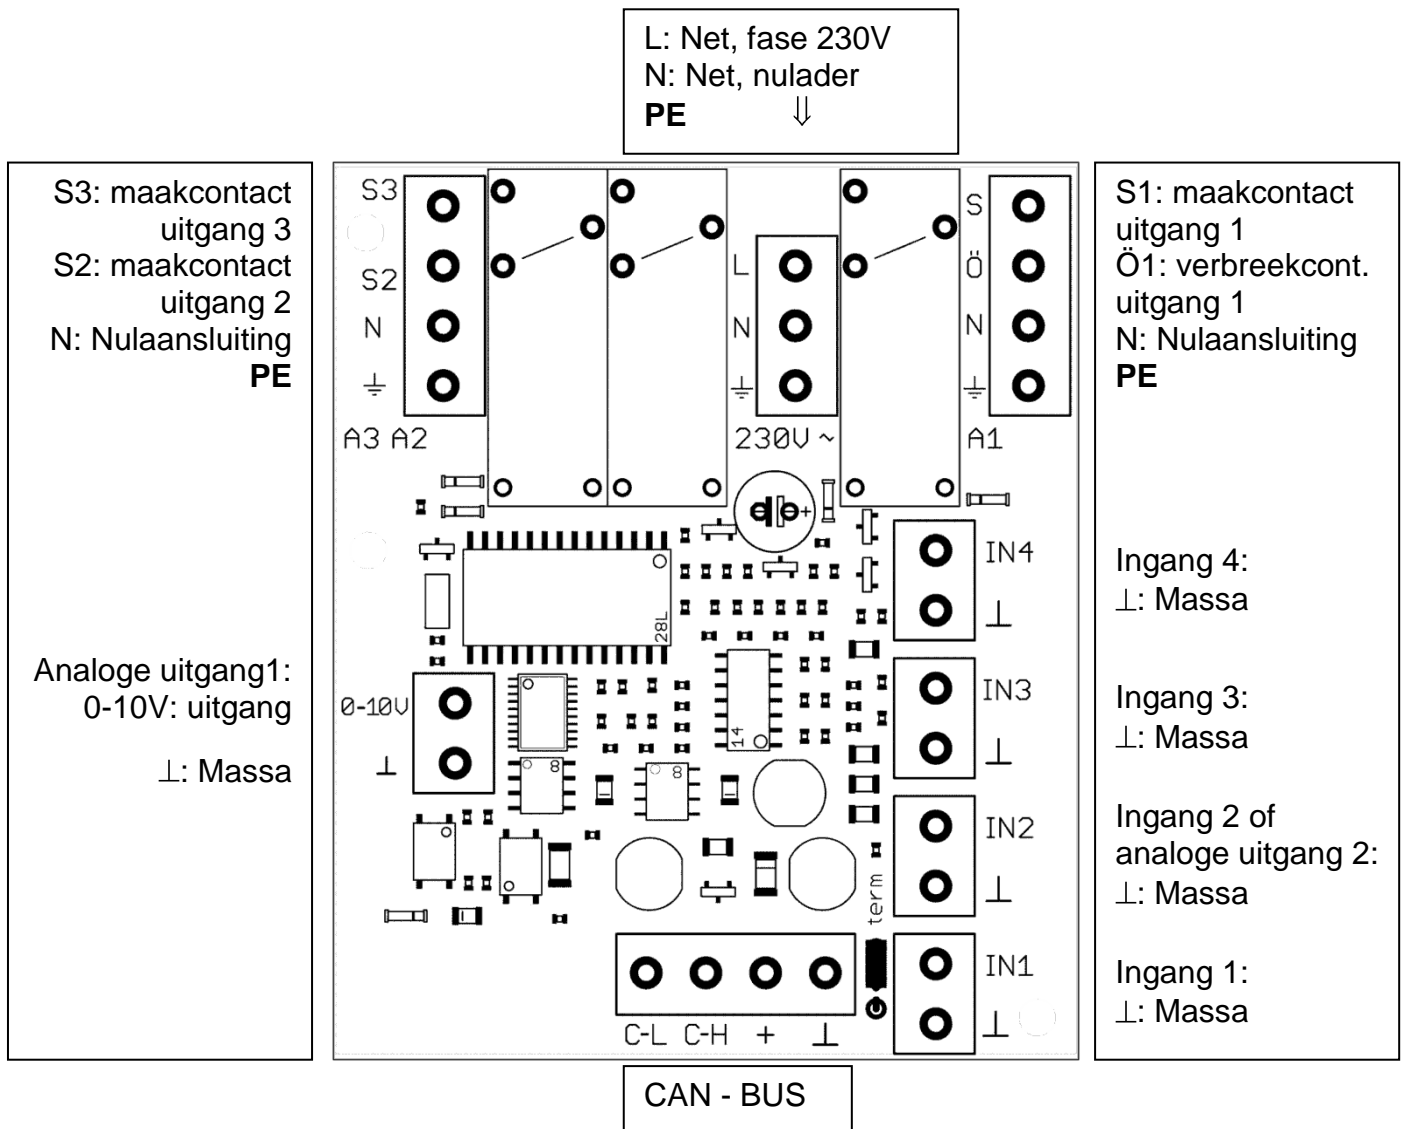 L: Net, fase 230V
N: Net, nulader
PE ⇓
S3: maakcontact
uitgang 3
S2: maakcontact
uitgang 2
N: Nulaansluiting
PE
Analoge uitgang1:
0-10V: uitgang
⊥: Massa
S3
S2
N
A3 A2
L
N
230V ~
S
Ö
N
A1
+
28L
IN4
⊥
0-10V
⊥
14
8
8
IN3
⊥
IN2
⊥
term
IN1
⊥
C-L C-H + ⊥
S1: maakcontact
uitgang 1
Ö1: verbreekcont.
uitgang 1
N: Nulaansluiting
PE
Ingang 4:
⊥: Massa
Ingang 3:
⊥: Massa
Ingang 2 of
analoge uitgang 2:
⊥: Massa
Ingang 1:
⊥: Massa
CAN - BUS